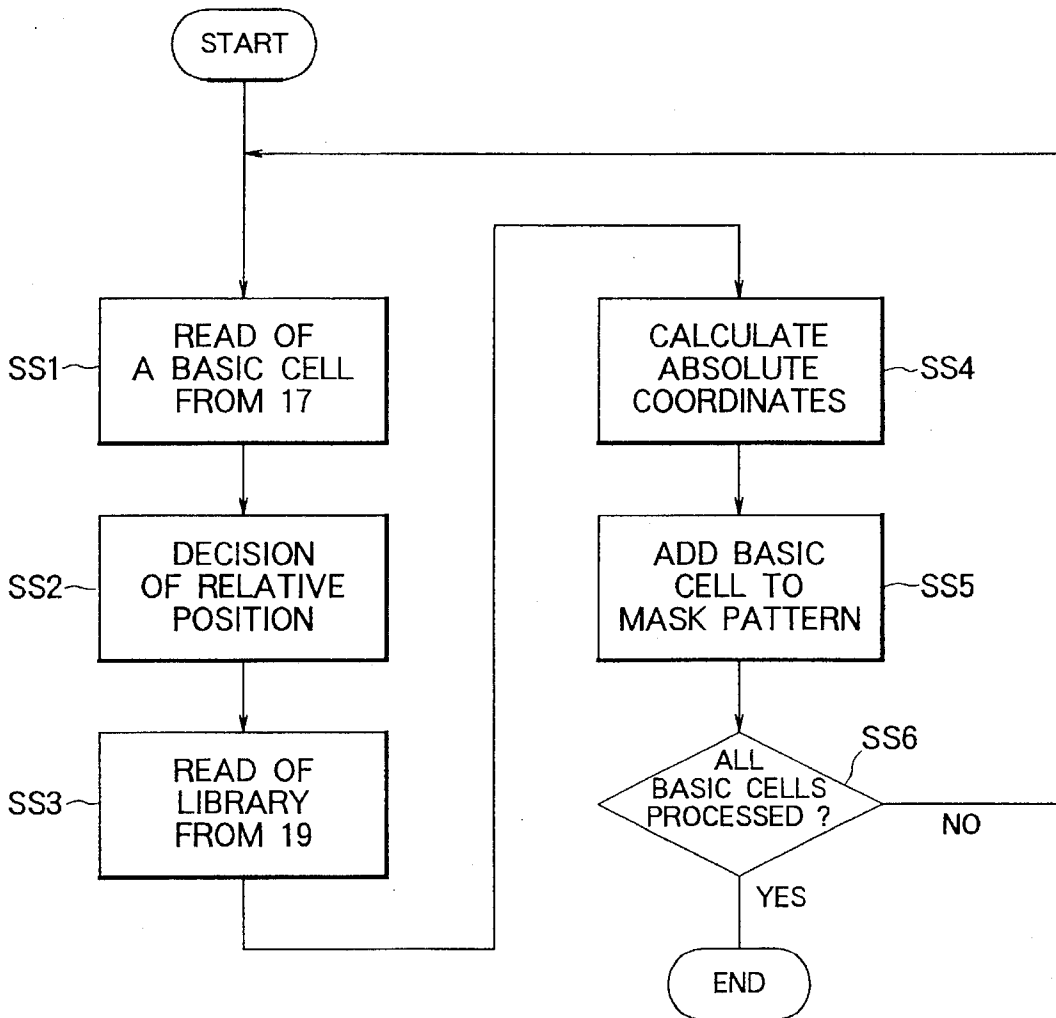 START
SS1
READ OF
A BASIC CELL
FROM 17
SS2
DECISION
OF RELATIVE
POSITION
SS3
READ OF
LIBRARY
FROM 19
CALCULATE
ABSOLUTE
COORDINATES
SS4
ADD BASIC
CELL TO
MASK PATTERN
SS5
SS6
ALL
BASIC CELLS
PROCESSED ?
NO
YES
END